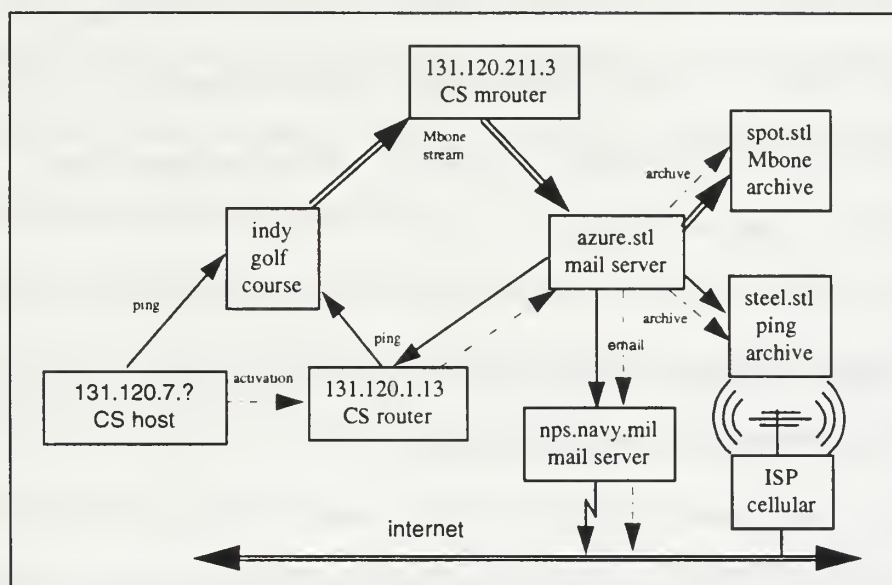 131.120.211.3
CS mrouter
Mbone
stream
archive
spot.stl
Mbone
archive
indy
golf
course
azure.stl
mail server
ping
ping
archive
steel.stl
ping
archive
email
activation
131.120.7.?
CS host
131.120.1.13
CS router
nps.navy.mil
mail server
ISP
cellular
internet